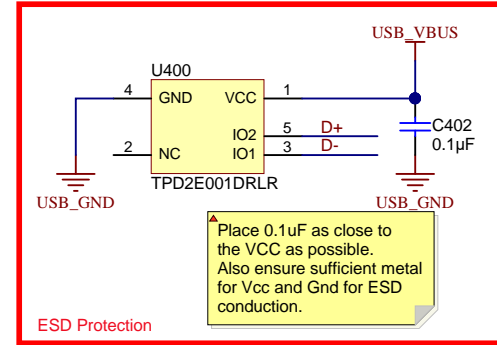 USB_VBUS
U400
4 GND VCC 1
IO2 5 D+
2 NC IO1 3 D-
C402
0.1µF
TPD2E001DRLR
USB_GND
USB_GND
Place 0.1uF as close to
the VCC as possible.
Also ensure sufficient metal
for Vcc and Gnd for ESD
conduction.
ESD Protection